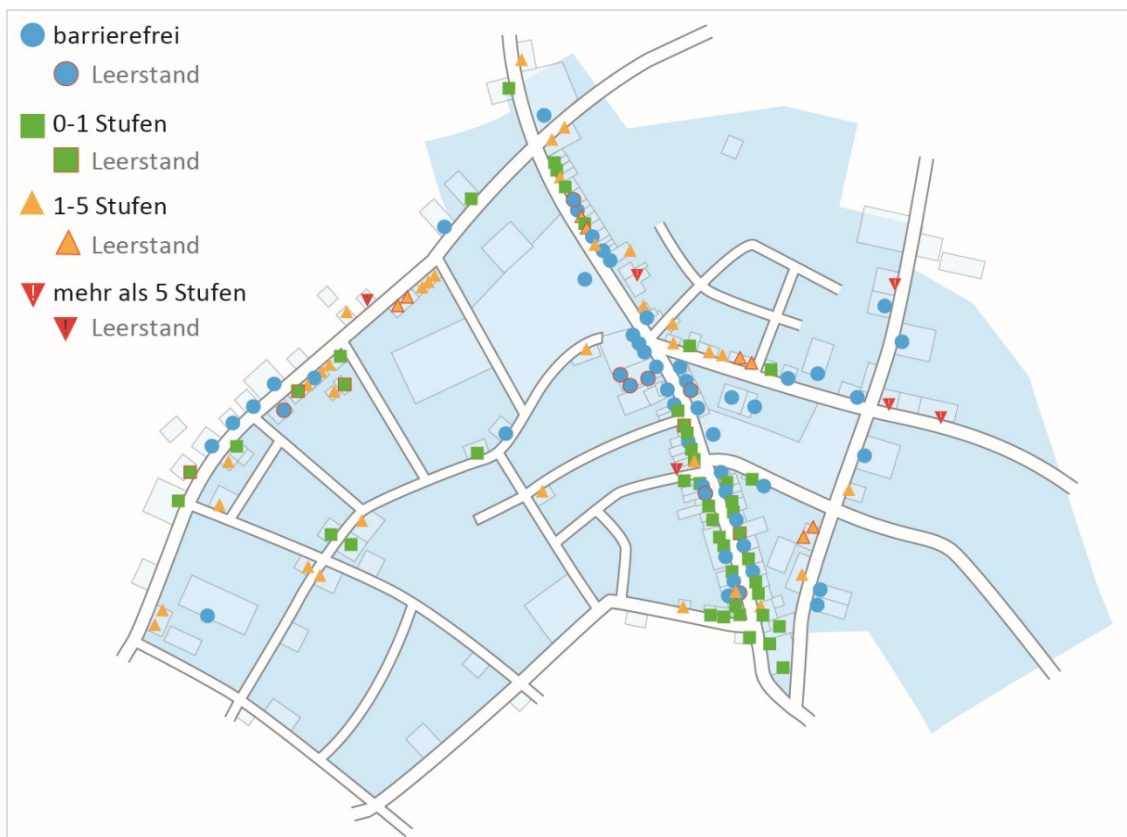 barrierefrei
Leerstand
0-1 Stufen
Leerstand
1-5 Stufen
Leerstand
mehr als 5 Stufen
Leerstand